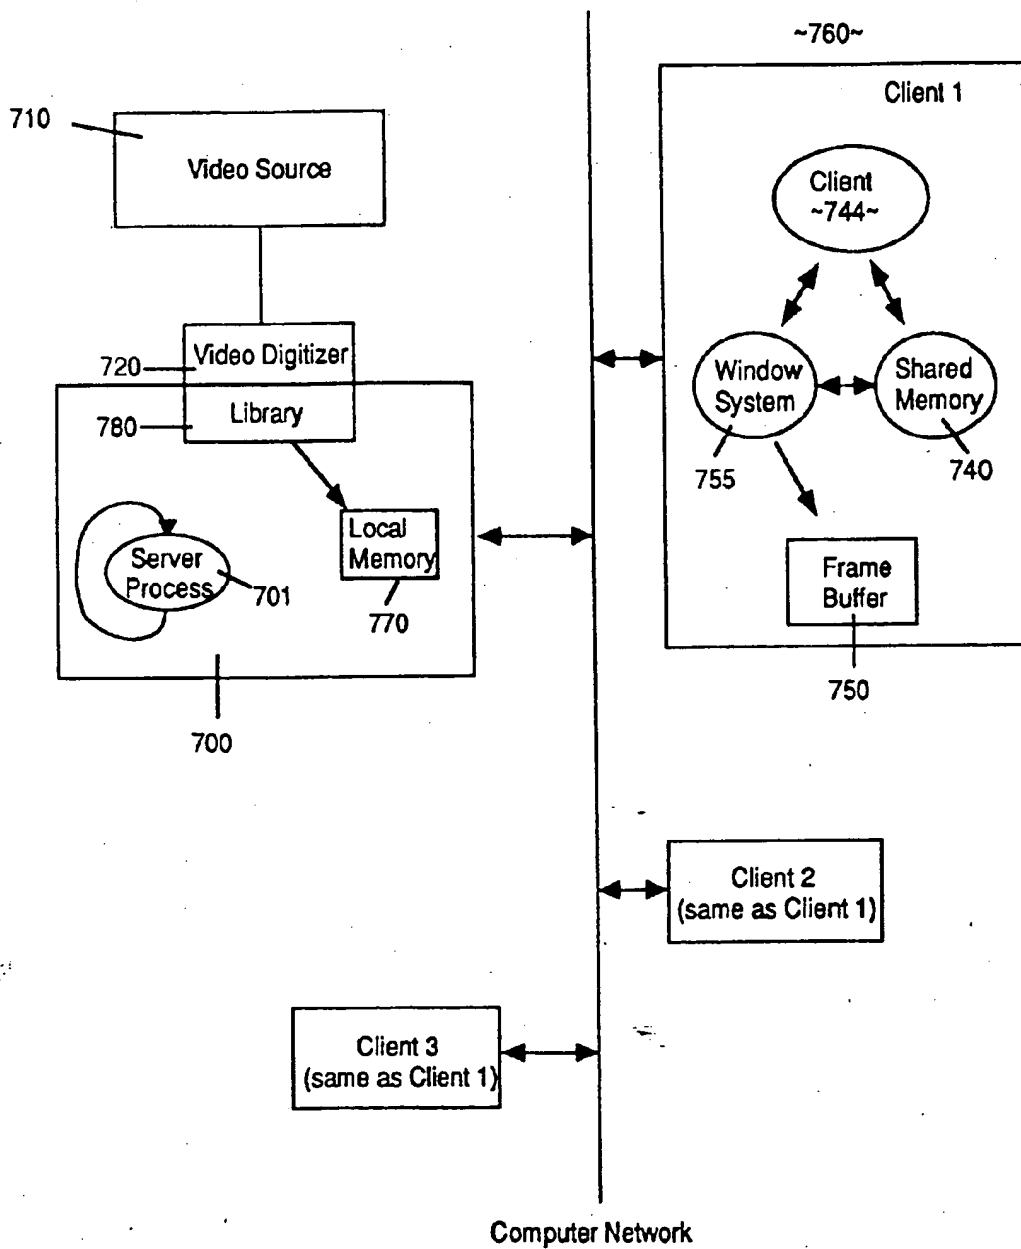 ~760~
Client 1
710
Video Source
Client
~744~
720
Video Digitizer
Library
780
Window
System
Shared
Memory
755
740
Local
Memory
Server
Process
701
770
Frame
Buffer
750
700
Client 2
(same as Client 1)
Client 3
(same as Client 1)
Computer Network